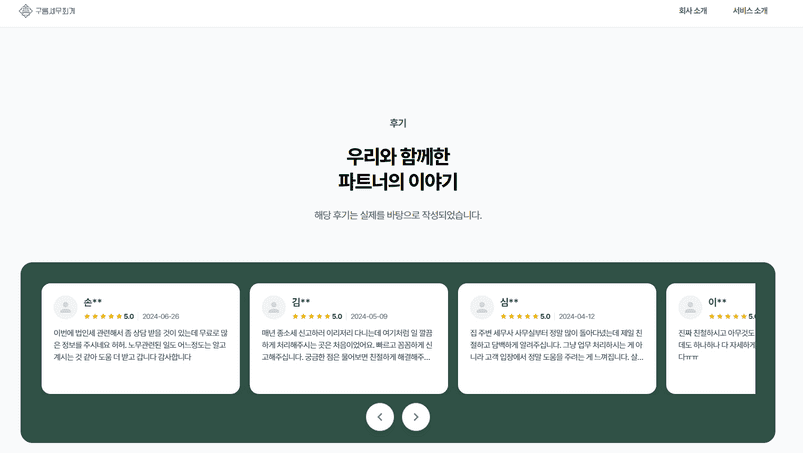 구름세무회계
회사 소개
서비스 소개
후기
우리와 함께한
파트너의 이야기
해당 후기는 실제를 바탕으로 작성되었습니다.
손**
5.0 2024-06-26
이번에 법인세 관련해서 좀 상담 받을 것이 있는데 무료로 많
은 정보를 주시네요 허허. 노무관련된 일도 어느정도는 알고
계시는 것 같아 도움 더 받고 갑니다 감사합니다
김**
5.0 2024-05-09
매년 종소세 신고하러 이리저리 다니는데 여기처럼 일 깔끔
하게 처리해주시는 곳은 처음이었어요. 빠르고 꼼꼼하게 신
고해주십니다. 궁금한 점은 물어보면 친절하게 해결해주...
심**
5.0 2024-04-12
집 주변 세무사 사무실부터 정말 많이 돌아다녔는데 제일 친
절하고 담백하게 알려주십니다. 그냥 업무 처리하시는 게 아
니라 고객 입장에서 정말 도움을 주려는 게 느껴집니다. 살...
이**
5.0
진짜 친절하시고 아무것도
데도 하나하나 다 자세하게
다ㅠㅠ